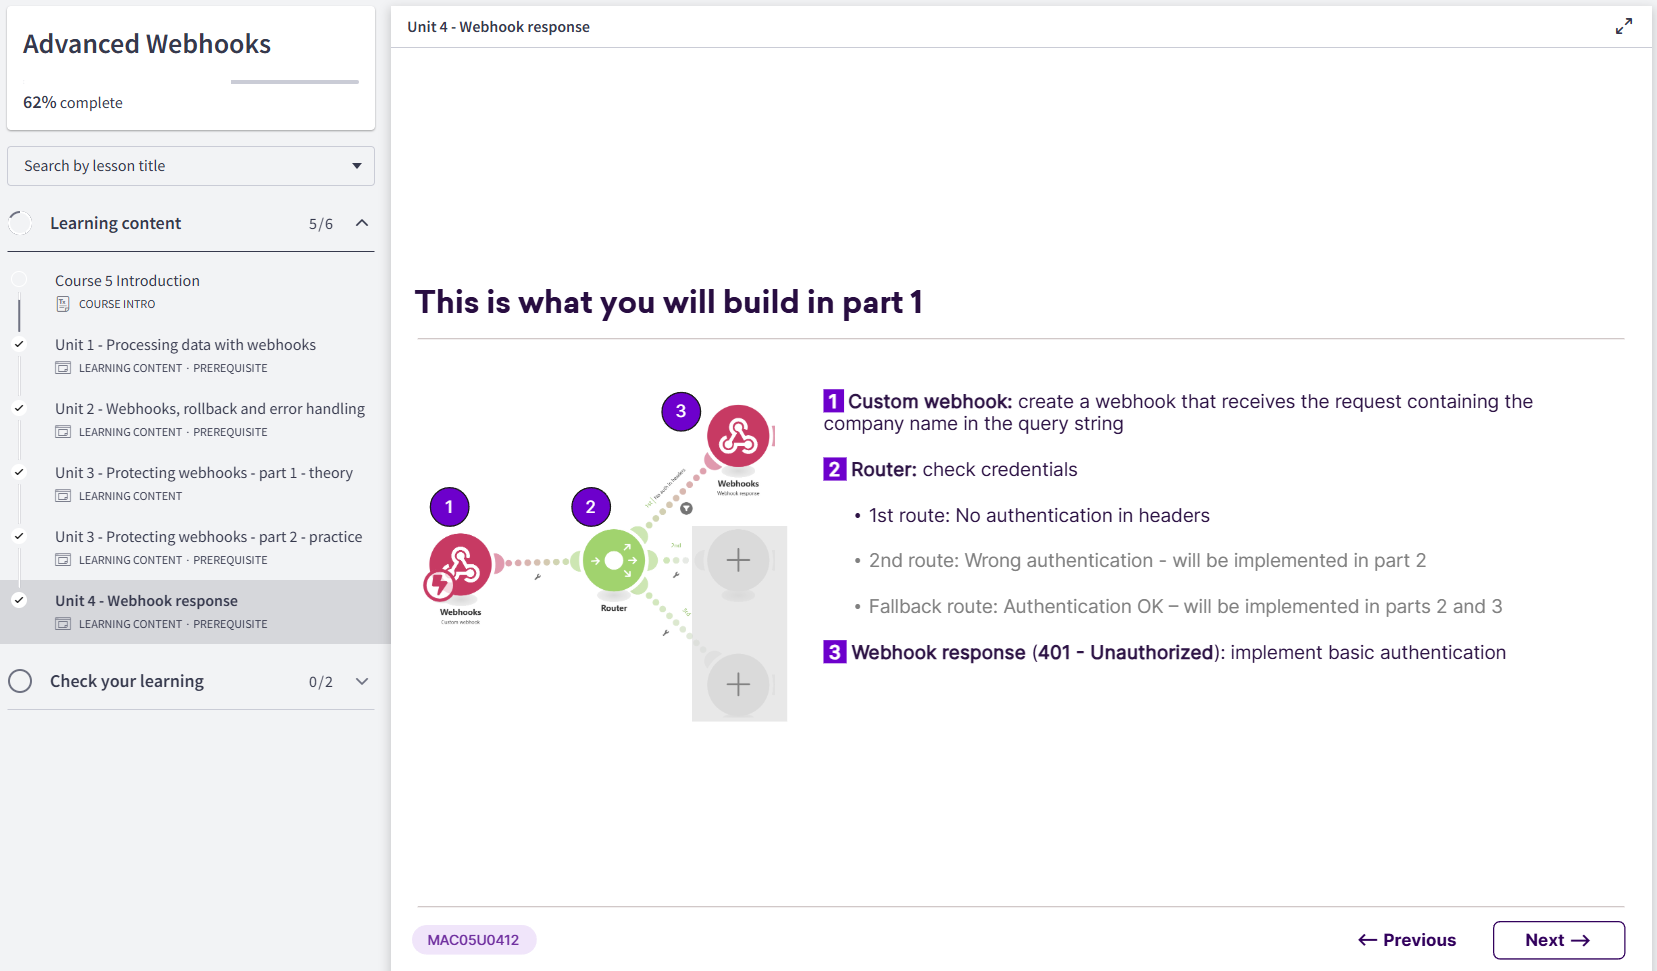 Advanced Webhooks
62% complete
Search by lesson title
Learning content 5/6
Course 5 Introduction
COURSE INTRO
Unit 1 - Processing data with webhooks
LEARNING CONTENT · PREREQUISITE
Unit 2 - Webhooks, rollback and error handling
LEARNING CONTENT · PREREQUISITE
Unit 3 - Protecting webhooks - part 1 - theory
LEARNING CONTENT
Unit 3 - Protecting webhooks - part 2 - practice
LEARNING CONTENT · PREREQUISITE
Unit 4 - Webhook response
LEARNING CONTENT · PREREQUISITE
Check your learning 0/2
Unit 4 - Webhook response
This is what you will build in part 1
3
Webhooks
Webhook response
1st No auth in headers
1
2
2nd
3rd
Webhooks
Custom webhook
Router
1 Custom webhook: create a webhook that receives the request containing the
company name in the query string
2 Router: check credentials
• 1st route: No authentication in headers
• 2nd route: Wrong authentication - will be implemented in part 2
• Fallback route: Authentication OK – will be implemented in parts 2 and 3
3 Webhook response (401 - Unauthorized): implement basic authentication
MAC05U0412
← Previous
Next →